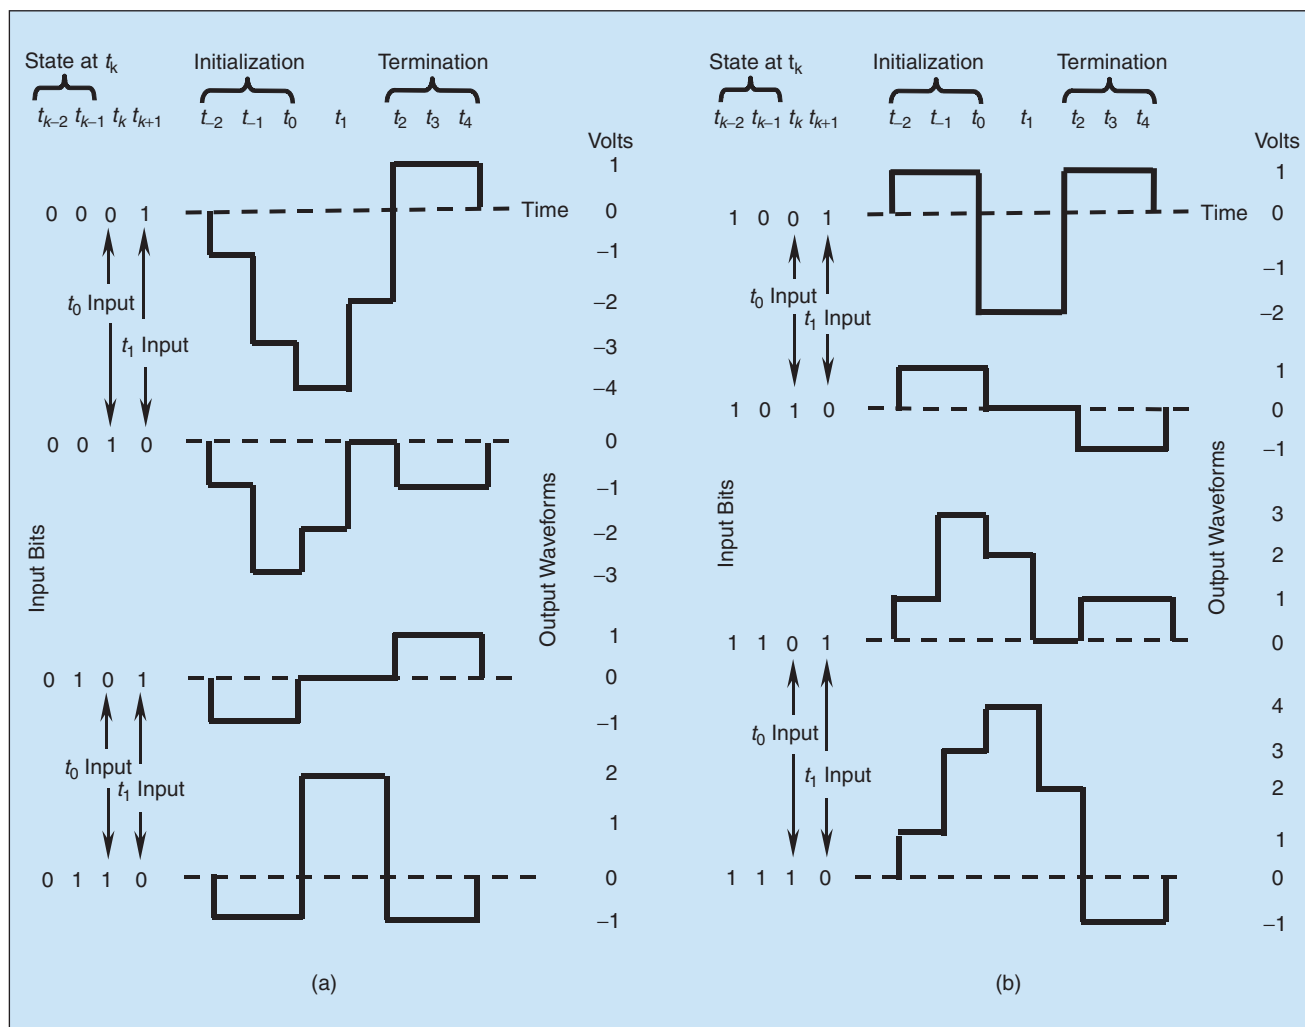 State at tk
Initialization
Termination
tk−2 tk−1 tk tk+1
t−2 t−1 t0 t1 t2 t3 t4
Volts
1
0 0 0 1
Time
0
−1
t0 Input
−2
t1 Input
−3
−4
0 0 1 0
0
−1
−2
−3
Input Bits
Output Waveforms
1
0 1 0 1
0
−1
t0 Input
t1 Input
2
1
0 1 1 0
0
−1
(a)
State at tk
Initialization
Termination
tk−2 tk−1 tk tk+1
t−2 t−1 t0 t1 t2 t3 t4
Volts
1
1 0 0 1
Time
0
−1
t0 Input
t1 Input
−2
1
1 0 1 0
0
−1
Input Bits
Output Waveforms
3
2
1
1 1 0 1
0
t0 Input
t1 Input
4
3
2
1
1 1 1 0
0
−1
(b)